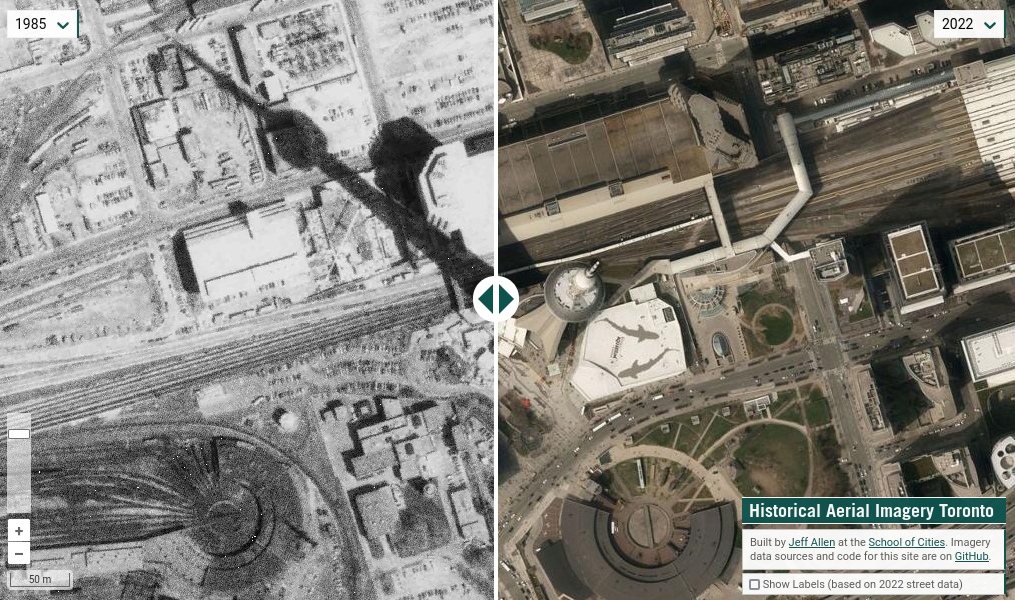 1985
2022
Historical Aerial Imagery Toronto
Built by Jeff Allen at the School of Cities. Imagery
data sources and code for this site are on GitHub.
Show Labels (based on 2022 street data)
+
−
50 m